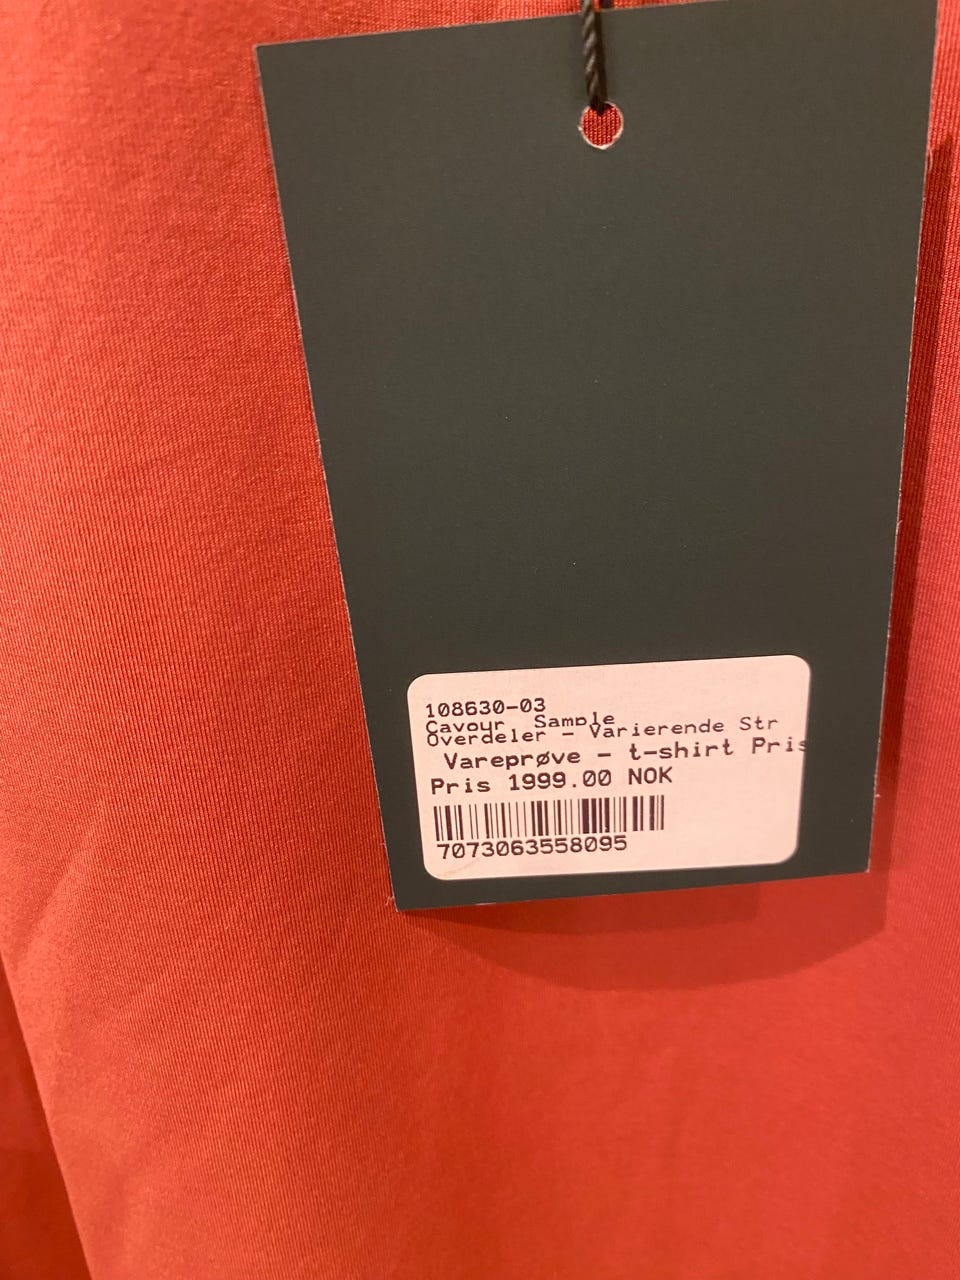 108630-03
Cavour Sample
Overdeler - Varierende Str
Vareprøve - t-shirt Pris
Pris 1999.00 NOK
7073063558095